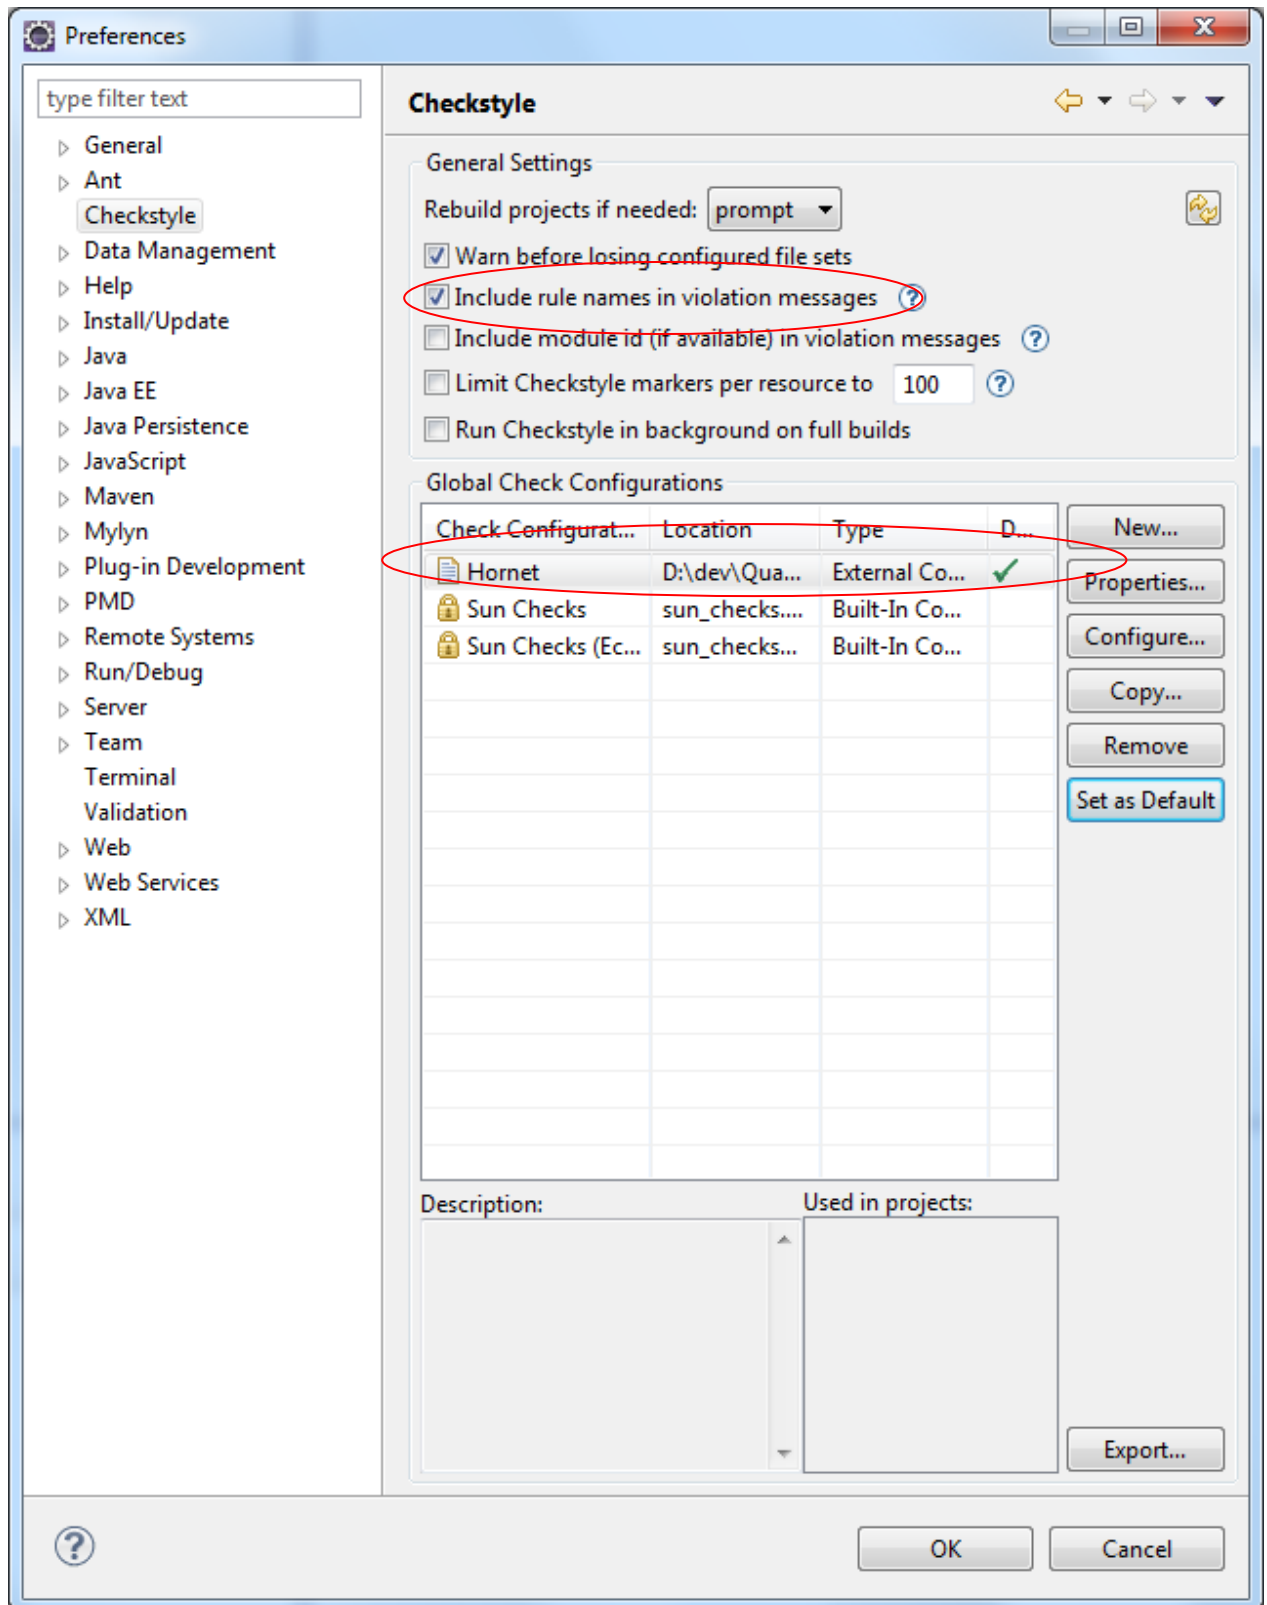 Preferences
type filter text
General
Ant
Checkstyle
Data Management
Help
Install/Update
Java
Java EE
Java Persistence
JavaScript
Maven
Mylyn
Plug-in Development
PMD
Remote Systems
Run/Debug
Server
Team
Terminal
Validation
Web
Web Services
XML
Checkstyle
General Settings
Rebuild projects if needed: prompt
Warn before losing configured file sets
Include rule names in violation messages
Include module id (if available) in violation messages
Limit Checkstyle markers per resource to 100
Run Checkstyle in background on full builds
Global Check Configurations
Check Configurat... Location Type D...
Hornet D:\dev\Qua... External Co...
Sun Checks sun_checks.... Built-In Co...
Sun Checks (Ec... sun_checks... Built-In Co...
New...
Properties...
Configure...
Copy...
Remove
Set as Default
Description: Used in projects:
Export...
OK Cancel